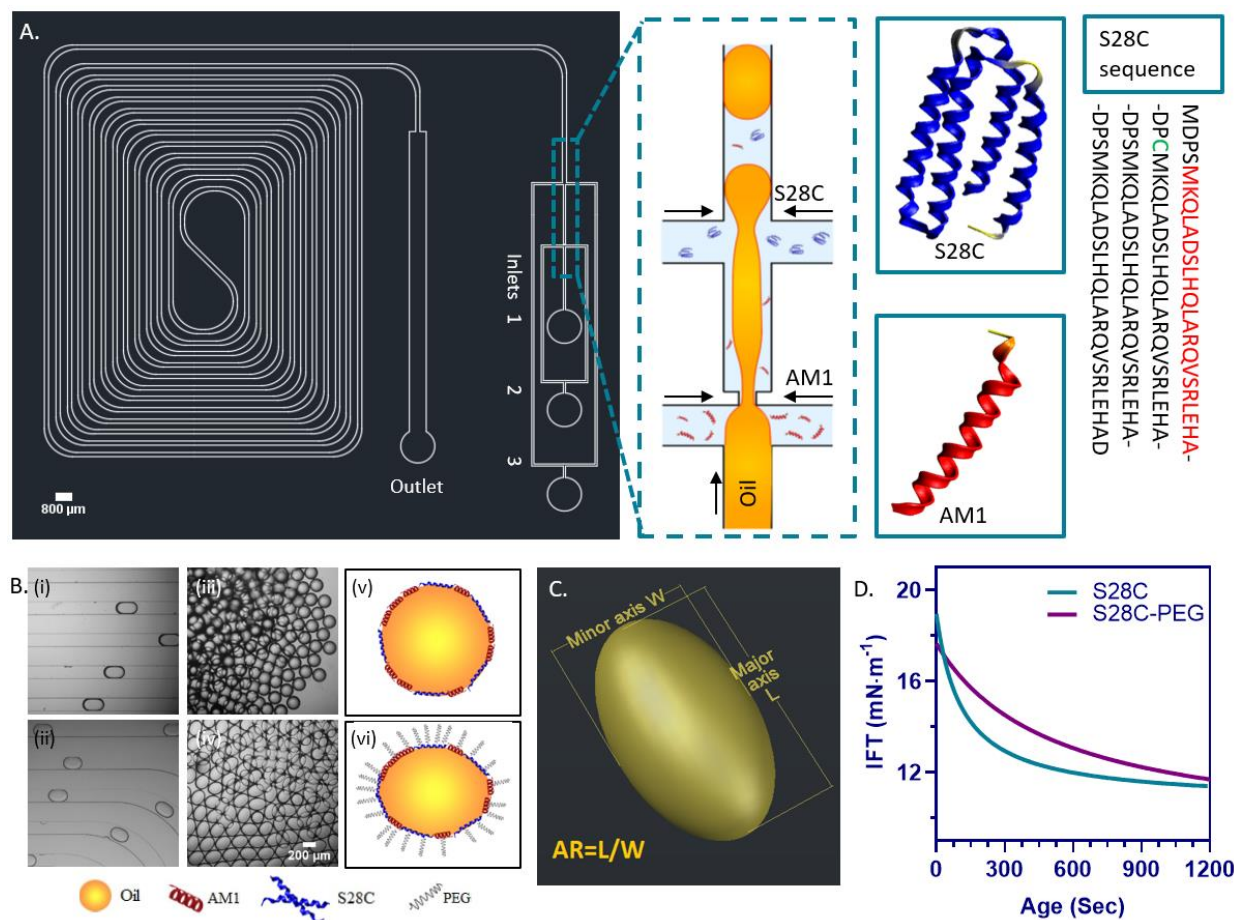 A.
800 µm
Outlet
Inlets
1
2
3
S28C
AM1
Oil
S28C
AM1
S28C
sequence
MDPSMKQLADSLHQLARQVSRLEHA-
-DPCMKQLADSLHQLARQVSRLEHA-
-DPSMKQLADSLHQLARQVSRLEHA-
-DPSMKQLADSLHQLARQVSRLEHAD
B.
(i)
(ii)
(iii)
(iv)
200 µm
(v)
(vi)
Oil
AM1
S28C
PEG
C.
Minor axis W
Major
axis
L
AR=L/W
D.
S28C
S28C-PEG
IFT (mN·m-1)
20
16
12
0
300
600
900
1200
Age (Sec)